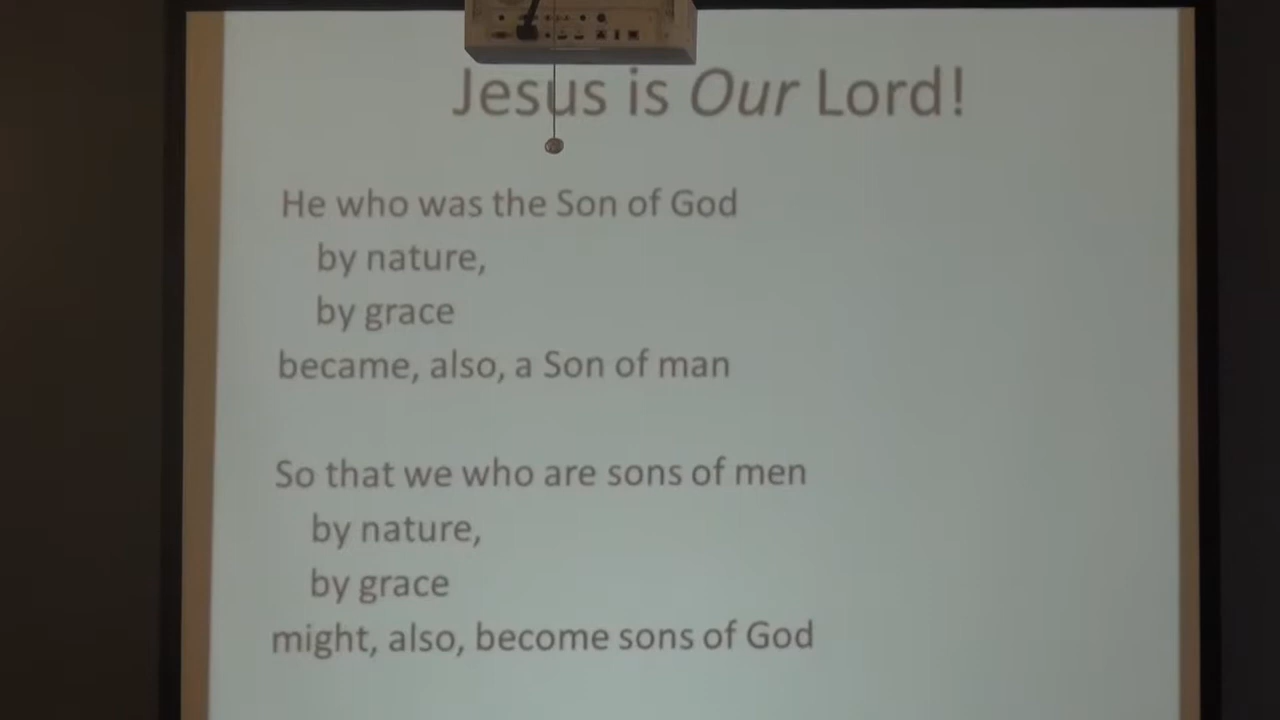 Jesus is Our Lord!
He who was the Son of God
by nature,
by grace
became, also, a Son of man
So that we who are sons of men
by nature,
by grace
might, also, become sons of God